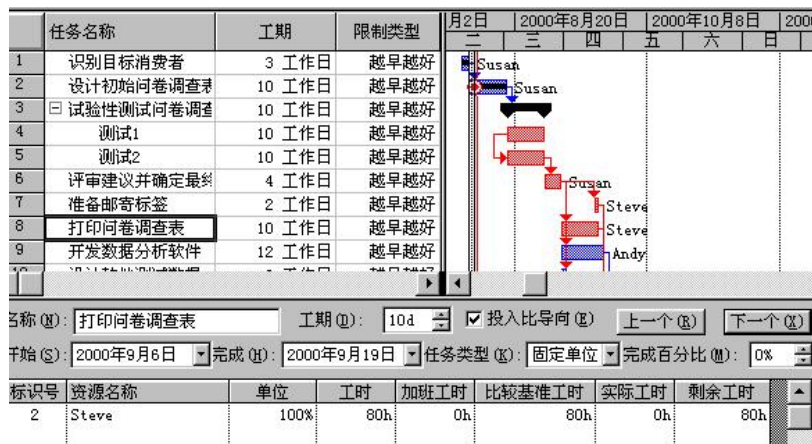 任务名称 工期 限制类型 月2日 2000年8月20日 2000年10月8日 200
二 三 四 五 六 日
1 识别目标消费者 3 工作日 越早越好 Susan
2 设计初始问卷调查表 10 工作日 越早越好 Susan
3 试验性测试问卷调查 10 工作日 越早越好
4 测试1 10 工作日 越早越好
5 测试2 10 工作日 越早越好
6 评审建议并确定最终 4 工作日 越早越好 Susan
7 准备邮寄标签 2 工作日 越早越好 Steve
8 打印问卷调查表 10 工作日 越早越好 Steve
9 开发数据分析软件 12 工作日 越早越好 Andy
名称(N): 打印问卷调查表 工期(D): 10d 投入比导向(E) 上一个(R) 下一个(X)
开始(S): 2000年9月6日 完成(H): 2000年9月19日 任务类型(K): 固定单位 完成百分比(M): 0%
标识号 资源名称 单位 工时 加班工时 比较基准工时 实际工时 剩余工时
2 Steve 100% 80h 0h 80h 0h 80h